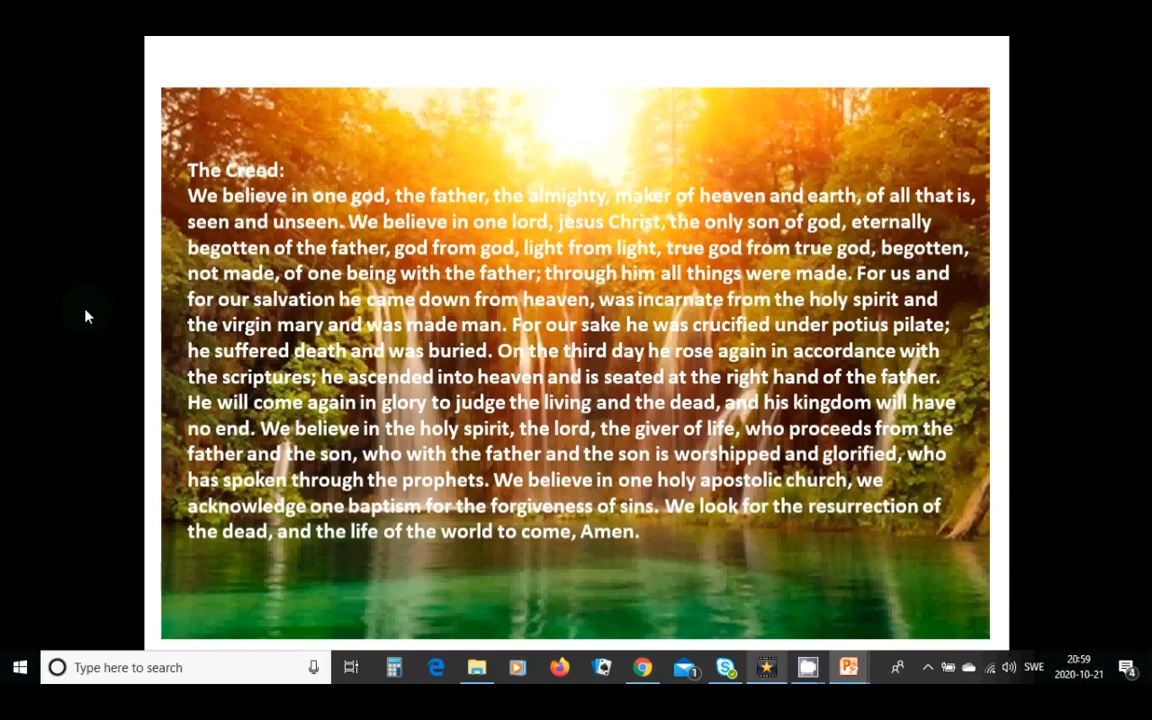 The Creed:
We believe in one god, the father, the almighty, maker of heaven and earth, of all that is,
seen and unseen. We believe in one lord, jesus Christ, the only son of god, eternally
begotten of the father, god from god, light from light, true god from true god, begotten,
not made, of one being with the father; through him all things were made. For us and
for our salvation he came down from heaven, was incarnate from the holy spirit and
the virgin mary and was made man. For our sake he was crucified under potius pilate;
he suffered death and was buried. On the third day he rose again in accordance with
the scriptures; he ascended into heaven and is seated at the right hand of the father.
He will come again in glory to judge the living and the dead, and his kingdom will have
no end. We believe in the holy spirit, the lord, the giver of life, who proceeds from the
father and the son, who with the father and the son is worshipped and glorified, who
has spoken through the prophets. We believe in one holy apostolic church, we
acknowledge one baptism for the forgiveness of sins. We look for the resurrection of
the dead, and the life of the world to come, Amen.
Type here to search
1
SWE
20:59
2020-10-21
4